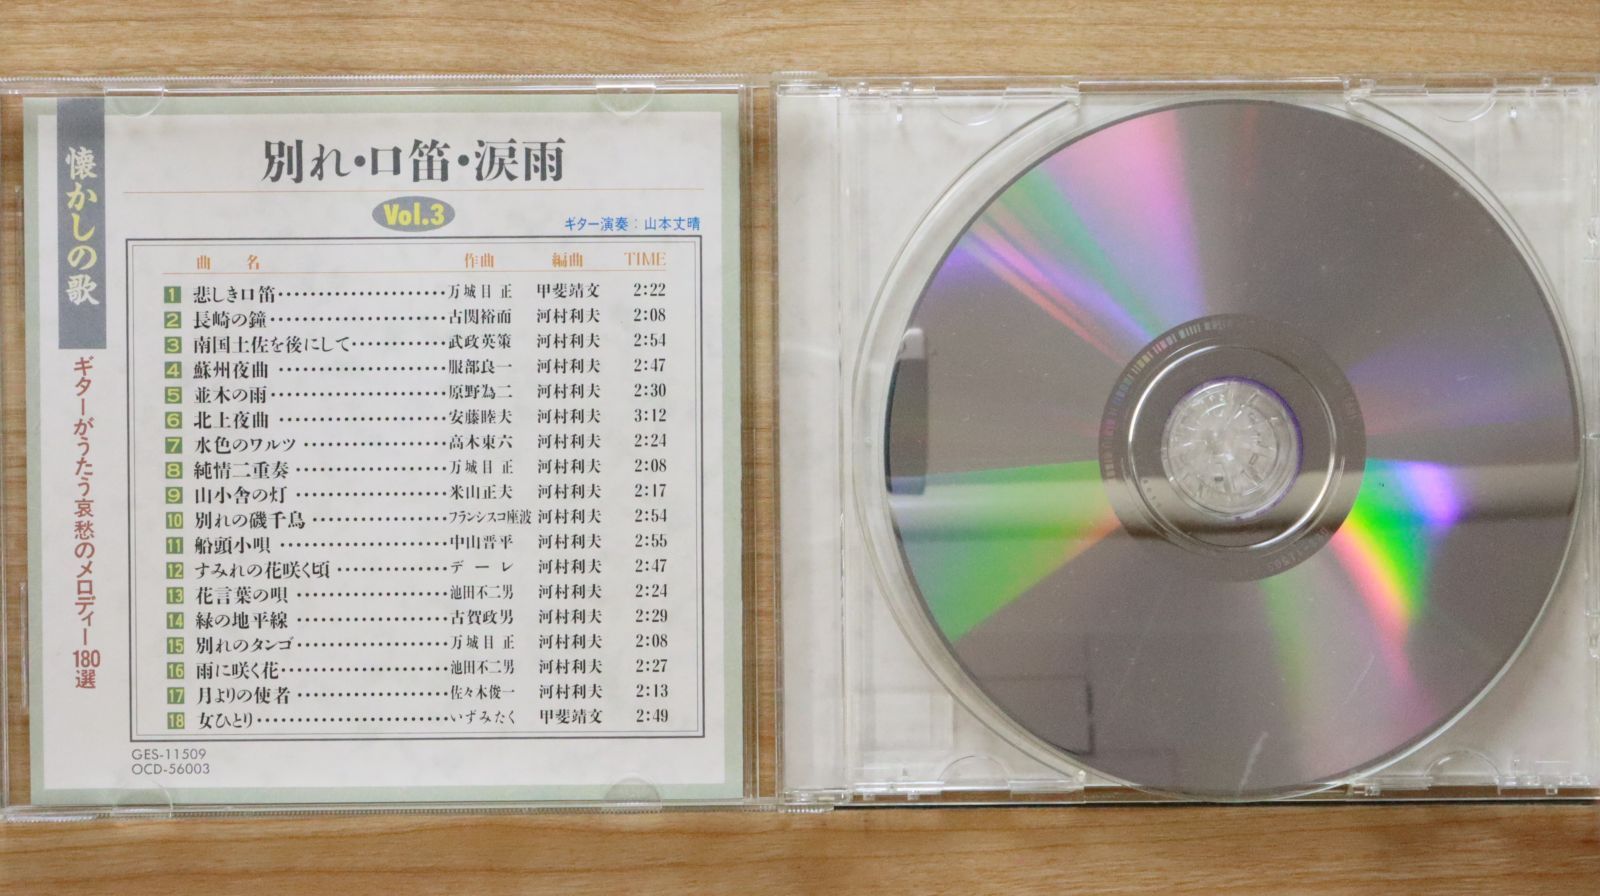 懐かしの歌
ギターがうたう哀愁のメロディー180選
別れ・口笛・涙雨
Vol.3
ギター演奏：山本丈晴
曲 名 作曲 編曲 TIME
1 悲しき口笛 万城目 正 甲斐靖文 2:22
2 長崎の鐘 古関裕而 河村利夫 2:08
3 南国土佐を後にして 武政英策 河村利夫 2:54
4 蘇州夜曲 服部良一 河村利夫 2:47
5 並木の雨 原野為二 河村利夫 2:30
6 北上夜曲 安藤睦夫 河村利夫 3:12
7 水色のワルツ 高木東六 河村利夫 2:24
8 純情二重奏 万城目 正 河村利夫 2:08
9 山小舎の灯 米山正夫 河村利夫 2:17
10 別れの磯千鳥 フランシスコ座波 河村利夫 2:54
11 船頭小唄 中山晋平 河村利夫 2:55
12 すみれの花咲く頃 デーレ 河村利夫 2:47
13 花言葉の唄 池田不二男 河村利夫 2:24
14 緑の地平線 古賀政男 河村利夫 2:29
15 別れのタンゴ 万城目 正 河村利夫 2:08
16 雨に咲く花 池田不二男 河村利夫 2:27
17 月よりの使者 佐々木俊一 河村利夫 2:13
18 女ひとり いずみたく 甲斐靖文 2:49
GES-11509
OCD-56003